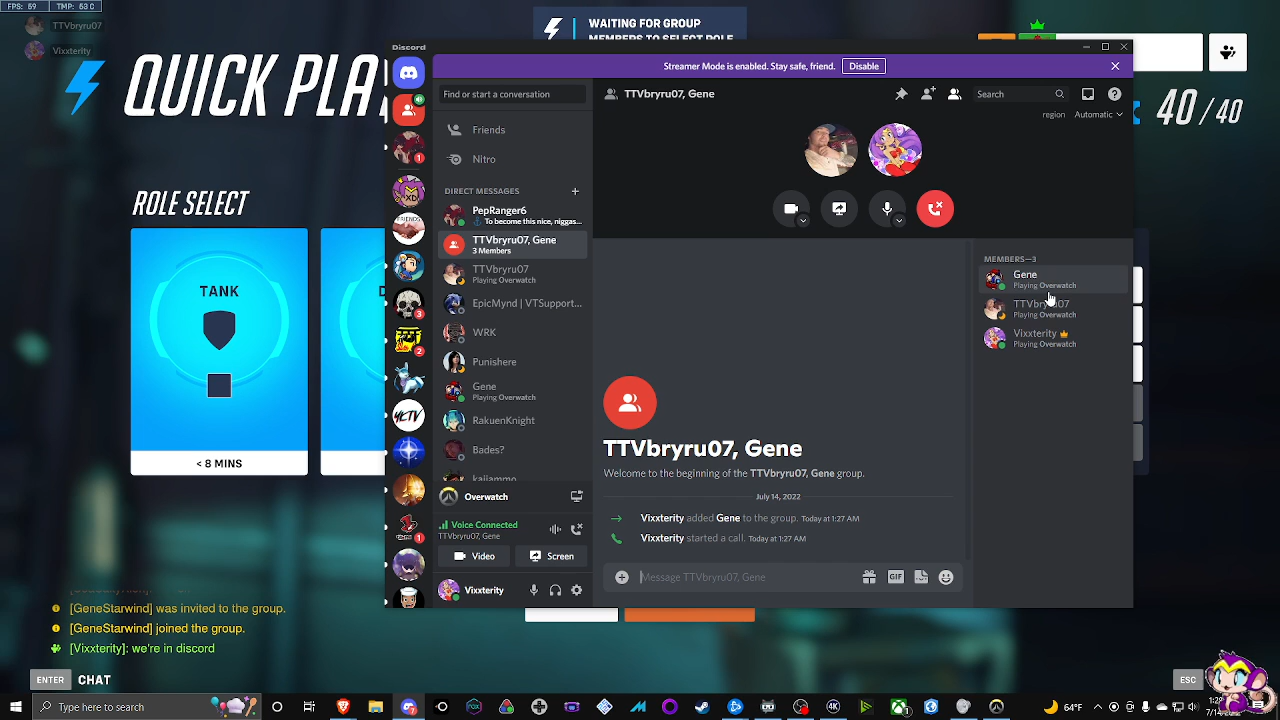 FPS: 59 TMP: 53 C
TTVbryru07
Vixxterity
WAITING FOR GROUP
MEMBERS TO SELECT ROLE
QUICK PLA
40/40
ROLE SELECT
TANK
< 8 MINS
Discord
Streamer Mode is enabled. Stay safe, friend. Disable
Find or start a conversation
Friends
Nitro
DIRECT MESSAGES
PepRanger6
To become this nice, niggas...
TTVbryru07, Gene
3 Members
TTVbryru07
Playing Overwatch
EpicMynd | VTSupport...
WRK
Punishere
Gene
Playing Overwatch
RakuenKnight
Bades?
kaijammo
Overwatch
Voice Connected
TTVbryru07, Gene
Video Screen
Vixxterity
TTVbryru07, Gene
Search
region Automatic
TTVbryru07, Gene
Welcome to the beginning of the TTVbryru07, Gene group.
July 14, 2022
Vixxterity added Gene to the group. Today at 1:27 AM
Vixxterity started a call. Today at 1:27 AM
Message TTVbryru07, Gene
GIF
MEMBERS—3
Gene
Playing Overwatch
Playing Overwatch
Vixxterity
Playing Overwatch
[GeneStarwind] was invited to the group.
[GeneStarwind] joined the group.
[Vixxterity]: we're in discord
ENTER CHAT
ESC
Type here to search
64°F